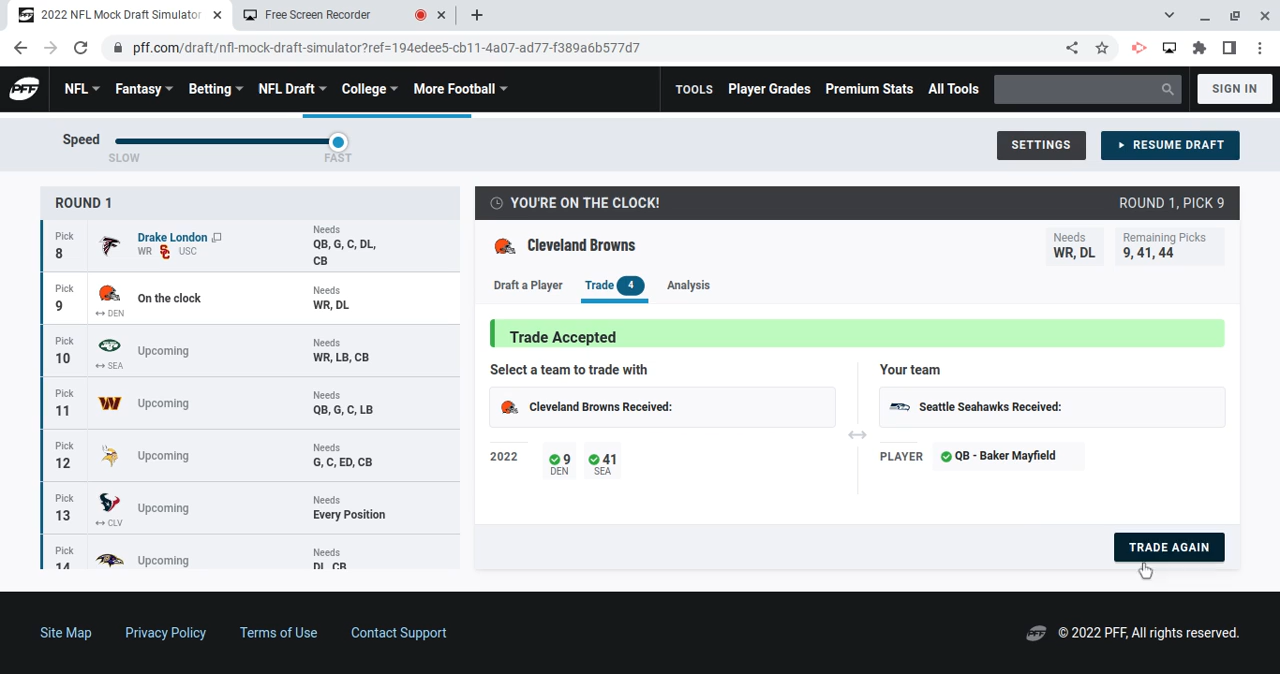 2022 NFL Mock Draft Simulator
Free Screen Recorder
pff.com/draft/nfl-mock-draft-simulator?ref=194edee5-cb11-4a07-ad77-f389a6b577d7
PFF
NFL Fantasy Betting NFL Draft College More Football TOOLS Player Grades Premium Stats All Tools SIGN IN
Speed
SLOW FAST
SETTINGS RESUME DRAFT
ROUND 1
Pick 8
Drake London
WR SC USC
Needs
QB, G, C, DL,
CB
Pick 9
DEN
On the clock
Needs
WR, DL
Pick 10
SEA
Upcoming
Needs
WR, LB, CB
Pick 11
W
Upcoming
Needs
QB, G, C, LB
Pick 12
Upcoming
Needs
G, C, ED, CB
Pick 13
CLV
Upcoming
Needs
Every Position
Pick 14
Upcoming
Needs
DL, CB
YOU'RE ON THE CLOCK! ROUND 1, PICK 9
Cleveland Browns
Needs
WR, DL
Remaining Picks
9, 41, 44
Draft a Player Trade 4 Analysis
Trade Accepted
Select a team to trade with
Cleveland Browns Received:
2022
9
DEN
41
SEA
Your team
Seattle Seahawks Received:
PLAYER QB - Baker Mayfield
TRADE AGAIN
Site Map Privacy Policy Terms of Use Contact Support
PFF © 2022 PFF, All rights reserved.